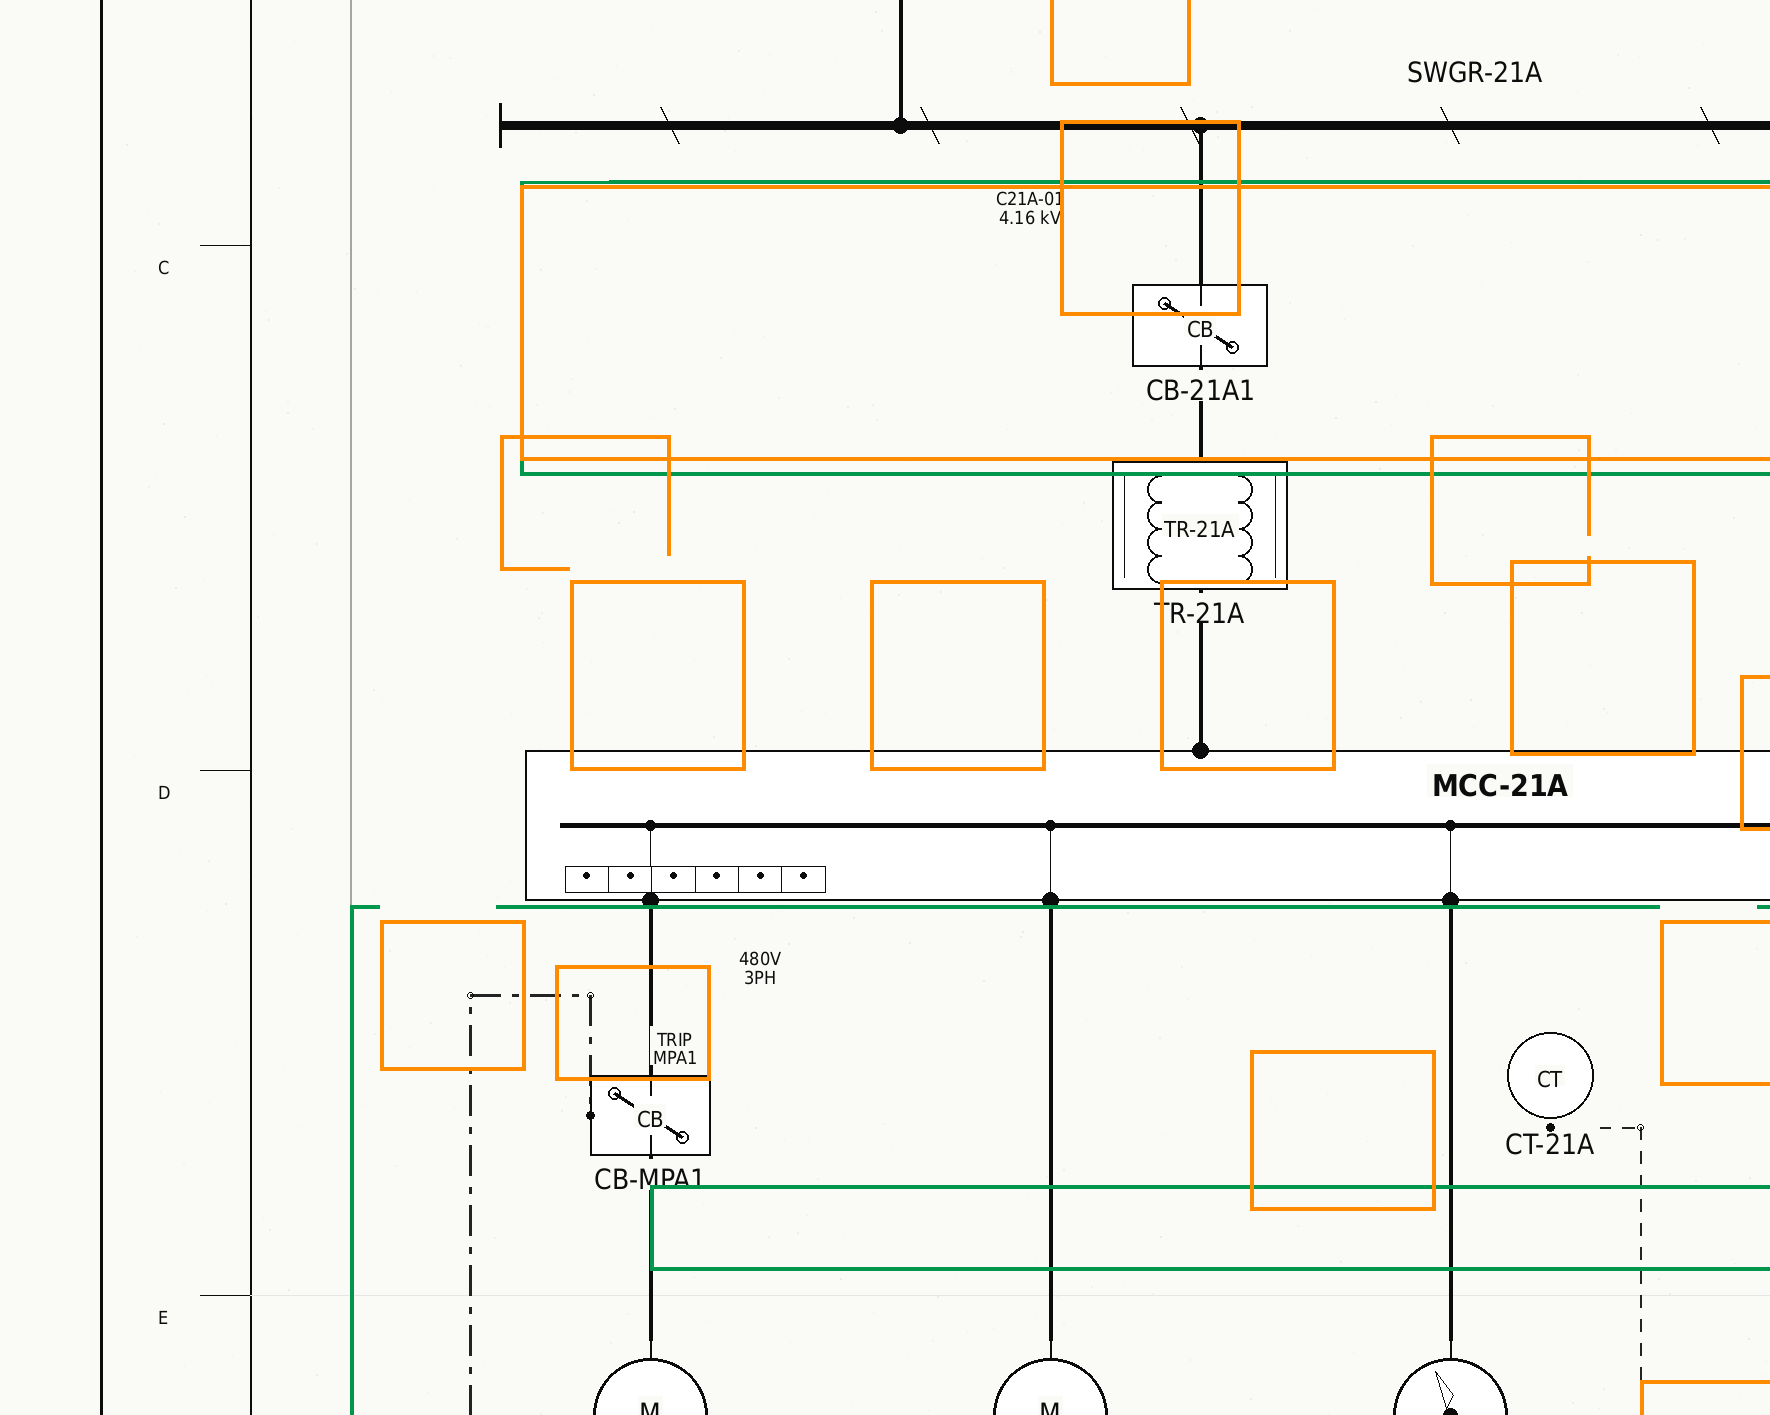 SWGR-21A
C21A-01
4.16 kV
C
CB
CB-21A1
TR-21A
TR-21A
D
MCC-21A
480V
3PH
TRIP
MPA1
CT
CB
CT-21A
CB-MPA1
E
M
M